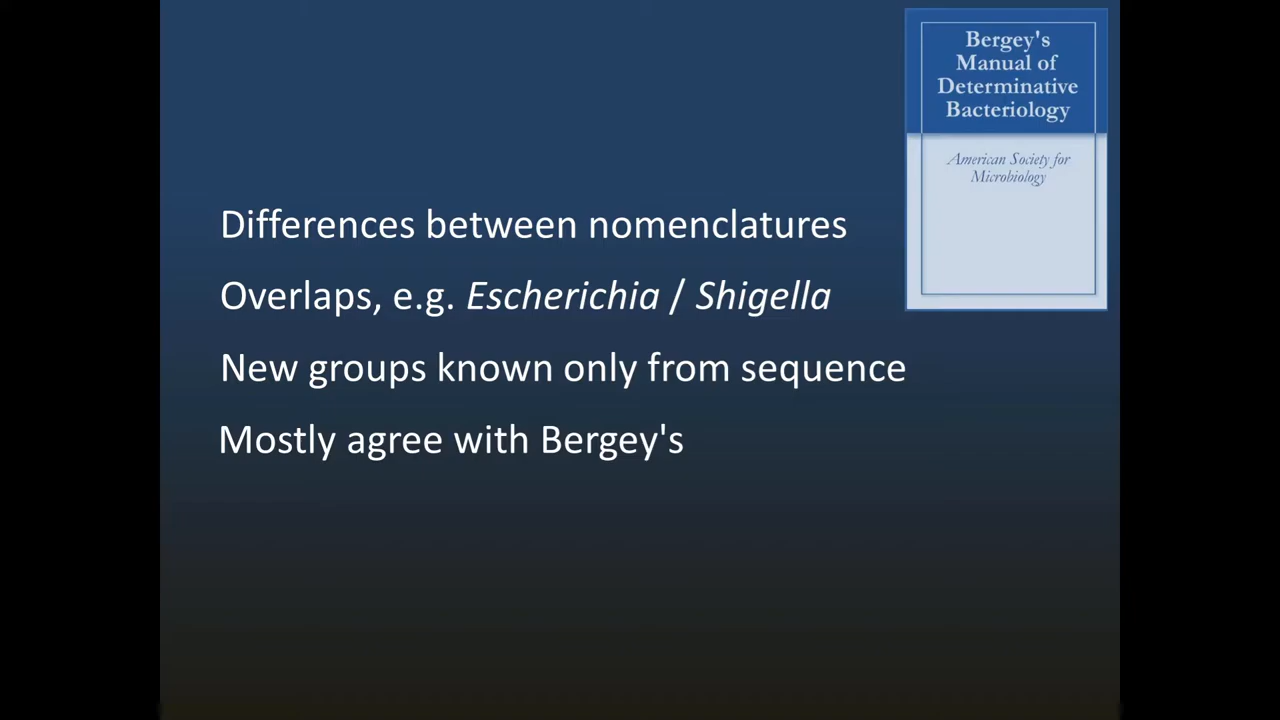 Bergey's
Manual of
Determinative
Bacteriology
American Society for
Microbiology
Differences between nomenclatures
Overlaps, e.g. Escherichia / Shigella
New groups known only from sequence
Mostly agree with Bergey's